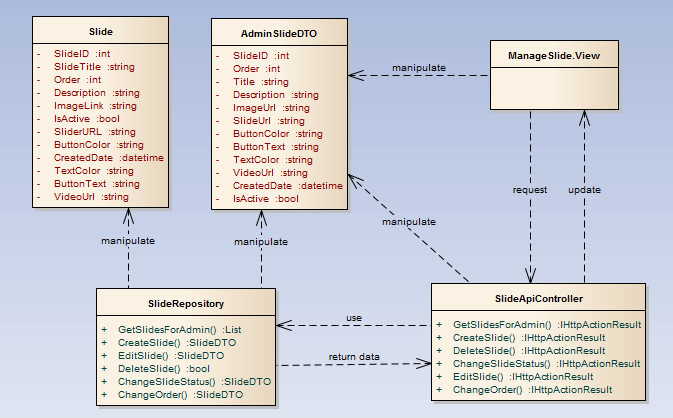 Slide
- SlideID :int
- SlideTitle :string
- Order :int
- Description :string
- ImageLink :string
- IsActive :bool
- SliderURL :string
- ButtonColor :string
- CreatedDate :datetime
- TextColor :string
- ButtonText :string
- VideoUrl :string
AdminSlideDTO
- SlideID :int
- Order :int
- Title :string
- Description :string
- ImageUrl :string
- SlideUrl :string
- ButtonColor :string
- ButtonText :string
- TextColor :string
- VideoUrl :string
- CreatedDate :datetime
- IsActive :bool
manipulate
ManageSlide.View
request
update
manipulate
manipulate
manipulate
SlideRepository
+ GetSlidesForAdmin() :List
+ CreateSlide() :SlideDTO
+ EditSlide() :SlideDTO
+ DeleteSlide() :bool
+ ChangeSlideStatus() :SlideDTO
+ ChangeOrder() :SlideDTO
use
return data
SlideApiController
+ GetSlidesForAdmin() :IHttpActionResult
+ CreateSlide() :IHttpActionResult
+ DeleteSlide() :IHttpActionResult
+ ChangeSlideStatus() :IHttpActionResult
+ EditSlide() :IHttpActionResult
+ ChangeOrder() :IHttpActionResult